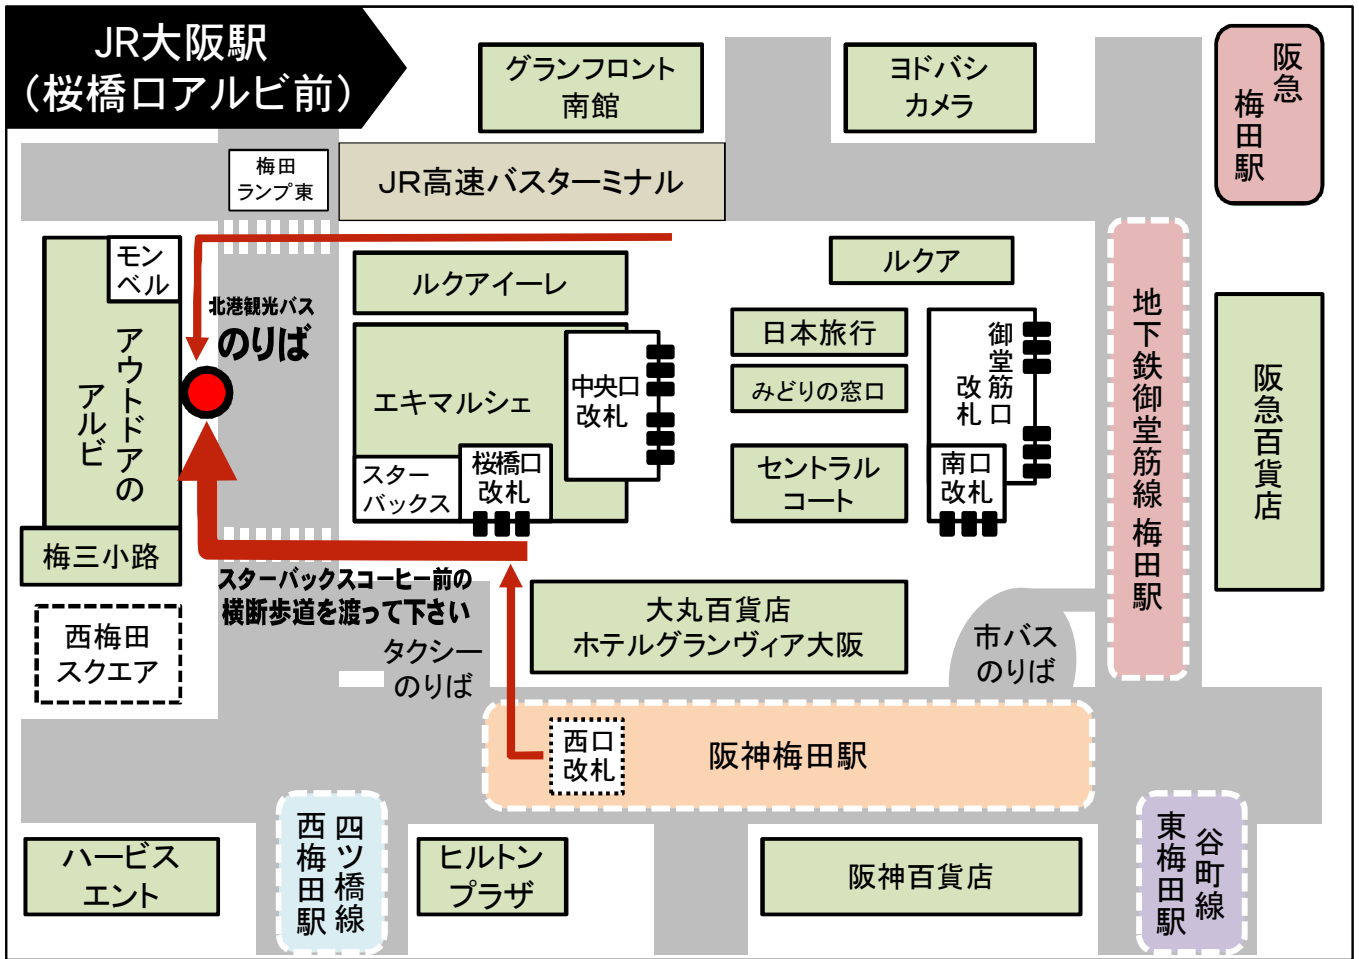 JR大阪駅
（桜橋口アルビ前）
グランフロント
南館
ヨドバシ
カメラ
阪急
梅田駅
梅田
ランプ東
JR高速バスターミナル
モン
ベル
アウトドアの
アルビ
北港観光バス
のりば
ルクアイーレ
ルクア
エキマルシェ
中央口
改札
日本旅行
みどりの窓口
御堂筋口
改札
スター
バックス
桜橋口
改札
セントラル
コート
南口
改札
地下鉄御堂筋線 梅田駅
阪急百貨店
梅三小路
スターバックスコーヒー前の
横断歩道を渡って下さい
西梅田
スクエア
タクシー
のりば
大丸百貨店
ホテルグランヴィア大阪
市バス
のりば
西口
改札
阪神梅田駅
ハービス
エント
四ツ橋線
西梅田駅
ヒルトン
プラザ
阪神百貨店
谷町線
東梅田駅